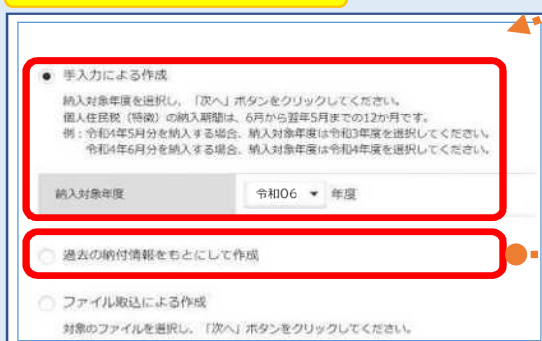 手入力による作成
納入対象年度を選択し、「次へ」ボタンをクリックしてください。
個人住民税（特徴）の納入期間は、6月から翌年5月までの12か月です。
例：令和4年5月分を納入する場合、納入対象年度は令和3年度を選択してください。
令和4年6月分を納入する場合、納入対象年度は令和4年度を選択してください。
納入対象年度 令和06 年度
過去の納付情報をもとにして作成
ファイル取込による作成
対象のファイルを選択し、「次へ」ボタンをクリックしてください。